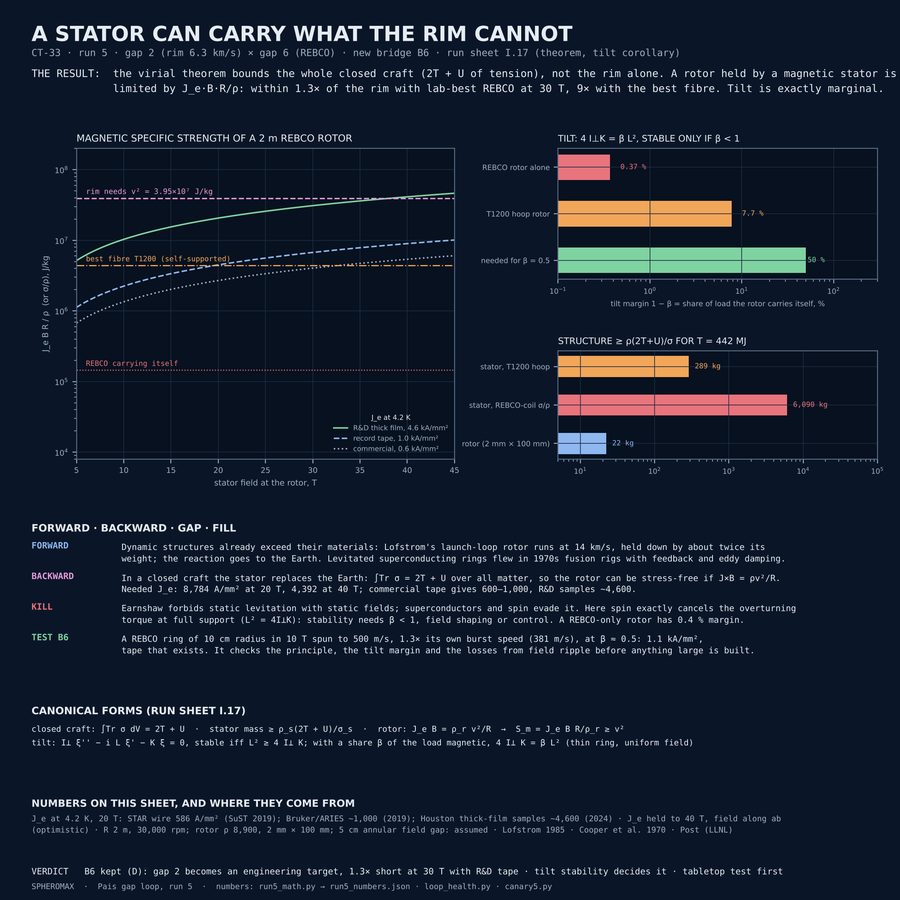 A STATOR CAN CARRY WHAT THE RIM CANNOT
CT-33 · run 5 · gap 2 (rim 6.3 km/s) × gap 6 (REBCO) · new bridge B6 · run sheet I.17 (theorem, tilt corollary)
THE RESULT: the virial theorem bounds the whole closed craft (2T + U of tension), not the rim alone. A rotor held by a magnetic stator is
limited by J_e·B·R/ρ: within 1.3× of the rim with lab-best REBCO at 30 T, 9× with the best fibre. Tilt is exactly marginal.
MAGNETIC SPECIFIC STRENGTH OF A 2 m REBCO ROTOR
10⁸
10⁷
10⁶
10⁵
10⁴
J_e B R / ρ (or σ/ρ), J/kg
rim needs v² = 3.95×10⁷ J/kg
best fibre T1200 (self-supported)
REBCO carrying itself
J_e at 4.2 K
R&D thick film, 4.6 kA/mm²
record tape, 1.0 kA/mm²
commercial, 0.6 kA/mm²
5 10 15 20 25 30 35 40 45
stator field at the rotor, T
TILT: 4 I⊥K = β L², STABLE ONLY IF β < 1
REBCO rotor alone 0.37 %
T1200 hoop rotor 7.7 %
needed for β = 0.5 50 %
10⁻¹ 10⁰ 10¹ 10²
tilt margin 1 − β = share of load the rotor carries itself, %
STRUCTURE ≥ ρ(2T+U)/σ FOR T = 442 MJ
stator, T1200 hoop 289 kg
stator, REBCO-coil σ/ρ 6,090 kg
rotor (2 mm × 100 mm) 22 kg
10¹ 10² 10³ 10⁴ 10⁵
FORWARD · BACKWARD · GAP · FILL
FORWARD Dynamic structures already exceed their materials: Lofstrom's launch-loop rotor runs at 14 km/s, held down by about twice its
weight; the reaction goes to the Earth. Levitated superconducting rings flew in 1970s fusion rigs with feedback and eddy damping.
BACKWARD In a closed craft the stator replaces the Earth: ∫Tr σ = 2T + U over all matter, so the rotor can be stress-free if J×B = ρv²/R.
Needed J_e: 8,784 A/mm² at 20 T, 4,392 at 40 T; commercial tape gives 600–1,000, R&D samples ~4,600.
KILL Earnshaw forbids static levitation with static fields; superconductors and spin evade it. Here spin exactly cancels the overturning
torque at full support (L² = 4I⊥K): stability needs β < 1, field shaping or control. A REBCO-only rotor has 0.4 % margin.
TEST B6 A REBCO ring of 10 cm radius in 10 T spun to 500 m/s, 1.3× its own burst speed (381 m/s), at β ≈ 0.5: 1.1 kA/mm²,
tape that exists. It checks the principle, the tilt margin and the losses from field ripple before anything large is built.
CANONICAL FORMS (RUN SHEET I.17)
closed craft: ∫Tr σ dV = 2T + U · stator mass ≥ ρ_s(2T + U)/σ_s · rotor: J_e B = ρ_r v²/R → S_m = J_e B R/ρ_r ≥ v²
tilt: I⊥ ξ'' − i L ξ' − K ξ = 0, stable iff L² ≥ 4 I⊥ K; with a share β of the load magnetic, 4 I⊥K = β L² (thin ring, uniform field)
NUMBERS ON THIS SHEET, AND WHERE THEY COME FROM
J_e at 4.2 K, 20 T: STAR wire 586 A/mm² (SuST 2019); Bruker/ARIES ~1,000 (2019); Houston thick-film samples ~4,600 (2024) · J_e held to 40 T, field along ab
(optimistic) · R 2 m, 30,000 rpm; rotor ρ 8,900, 2 mm × 100 mm; 5 cm annular field gap: assumed · Lofstrom 1985 · Cooper et al. 1970 · Post (LLNL)
VERDICT B6 kept (D): gap 2 becomes an engineering target, 1.3× short at 30 T with R&D tape · tilt stability decides it · tabletop test first
SPHEROMAX · Pais gap loop, run 5 · numbers: run5_math.py → run5_numbers.json · loop_health.py · canary5.py